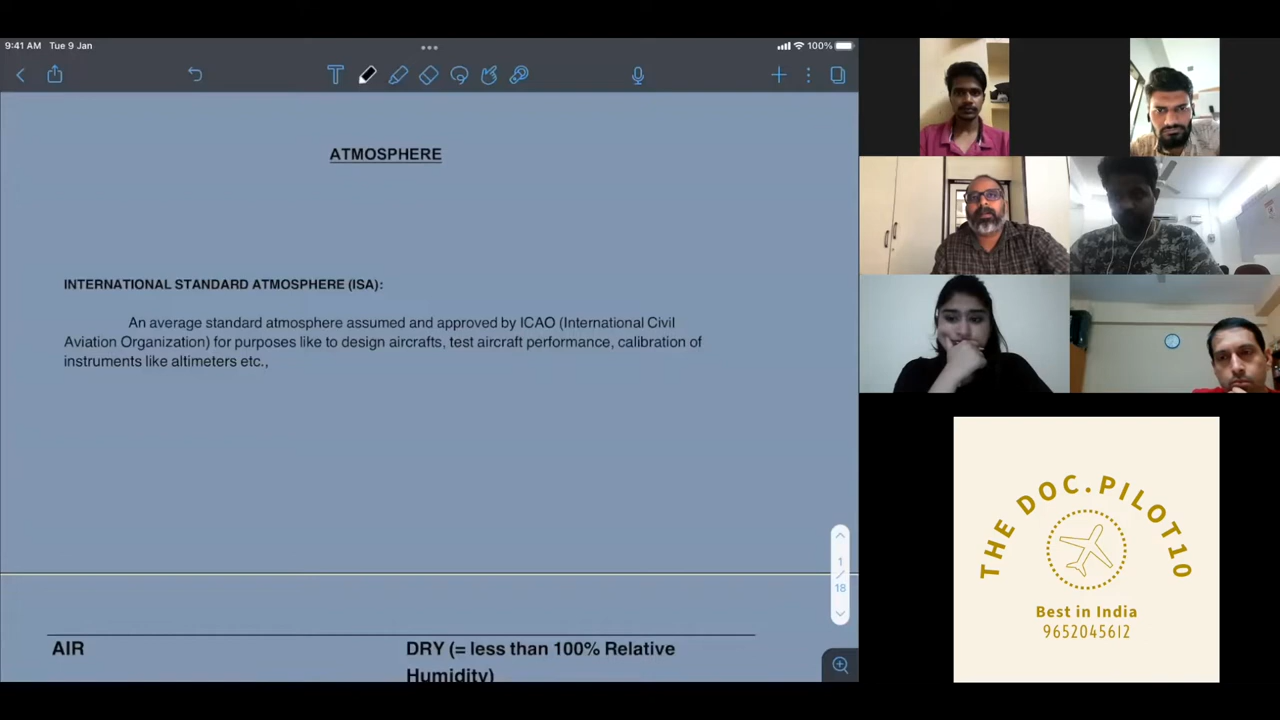 9:41 AM Tue 9 Jan
100%
ATMOSPHERE
INTERNATIONAL STANDARD ATMOSPHERE (ISA):
An average standard atmosphere assumed and approved by ICAO (International Civil
Aviation Organization) for purposes like to design aircrafts, test aircraft performance, calibration of
instruments like altimeters etc.,
1
/
18
AIR
DRY (= less than 100% Relative
Humidity)
THE DOC.PILOT10
Best in India
9652045612